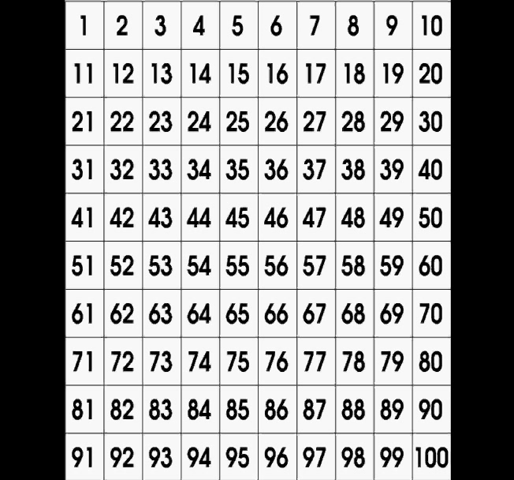 1 2 3 4 5 6 7 8 9 10
11 12 13 14 15 16 17 18 19 20
21 22 23 24 25 26 27 28 29 30
31 32 33 34 35 36 37 38 39 40
41 42 43 44 45 46 47 48 49 50
51 52 53 54 55 56 57 58 59 60
61 62 63 64 65 66 67 68 69 70
71 72 73 74 75 76 77 78 79 80
81 82 83 84 85 86 87 88 89 90
91 92 93 94 95 96 97 98 99 100